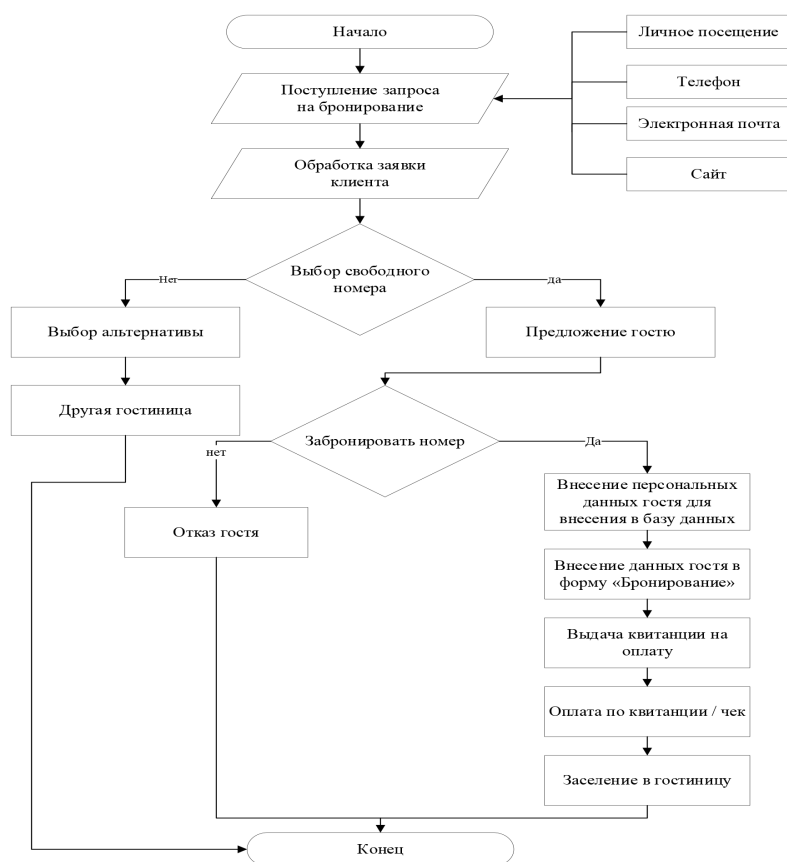 Начало
Личное посещение
Поступление запроса
на бронирование
Телефон
Электронная почта
Сайт
Обработка заявки
клиента
Выбор свободного
номера
Нет
да
Выбор альтернативы
Предложение гостю
Другая гостиница
Забронировать номер
нет
Да
Внесение персональных
данных гостя для
внесения в базу данных
Отказ гостя
Внесение данных гостя в
форму «Бронирование»
Выдача квитанции на
оплату
Оплата по квитанции / чек
Заселение в гостиницу
Конец